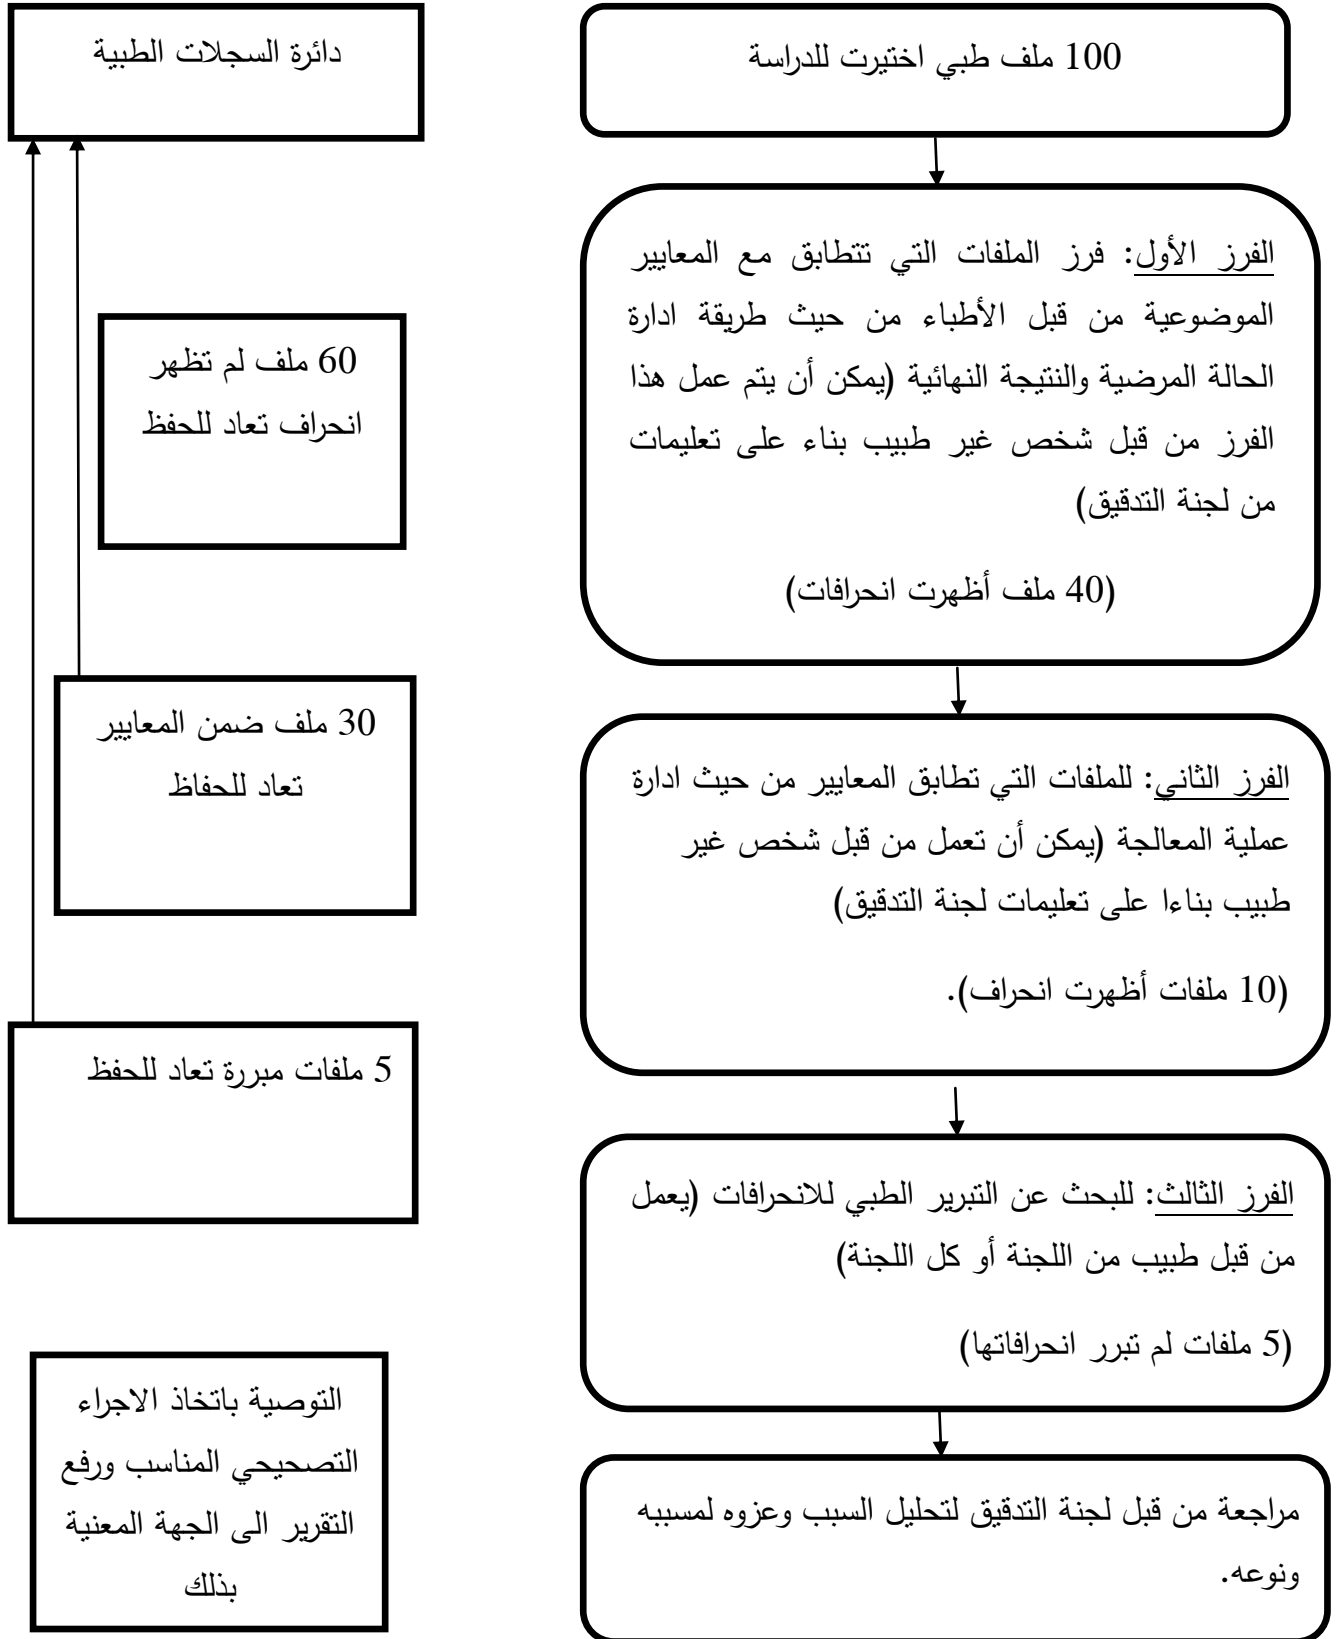 100 ملف طبي اختيرت للدراسة
دائرة السجلات الطبية
الفرز الأول: فرز الملفات التي تتطابق مع المعايير
الموضوعية من قبل الأطباء من حيث طريقة ادارة
الحالة المرضية والنتيجة النهائية (يمكن أن يتم عمل هذا
الفرز من قبل شخص غير طبيب بناء على تعليمات
من لجنة التدقيق)
(40 ملف أظهرت انحرافات)
60 ملف لم تظهر
انحراف تعاد للحفظ
الفرز الثاني: للملفات التي تطابق المعايير من حيث ادارة
عملية المعالجة (يمكن أن تعمل من قبل شخص غير
طبيب بناءا على تعليمات لجنة التدقيق)
(10 ملفات أظهرت انحراف).
30 ملف ضمن المعايير
تعاد للحفاظ
الفرز الثالث: للبحث عن التبرير الطبي للانحرافات (يعمل
من قبل طبيب من اللجنة أو كل اللجنة)
(5 ملفات لم تبرر انحرافاتها)
5 ملفات مبررة تعاد للحفظ
مراجعة من قبل لجنة التدقيق لتحليل السبب وعزوه لمسببه
ونوعه.
التوصية باتخاذ الاجراء
التصحيحي المناسب ورفع
التقرير الى الجهة المعنية
بذلك